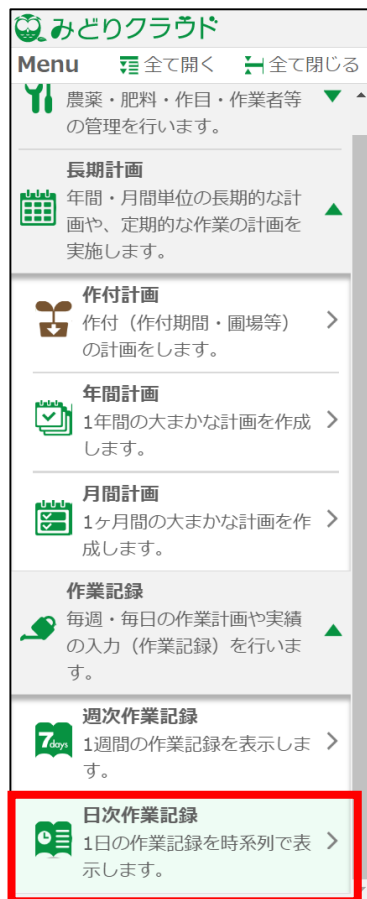 みどりクラウド
Menu 全て開く 全て閉じる
農薬・肥料・作目・作業者等
の管理を行います。
長期計画
年間・月間単位の長期的な計
画や、定期的な作業の計画を
実施します。
作付計画
作付（作付期間・圃場等）
の計画をします。
年間計画
1年間の大まかな計画を作成
します。
月間計画
1ヶ月間の大まかな計画を作
成します。
作業記録
毎週・毎日の作業計画や実績
の入力（作業記録）を行いま
す。
週次作業記録
7days
1週間の作業記録を表示しま
す。
日次作業記録
1日の作業記録を時系列で表
示します。